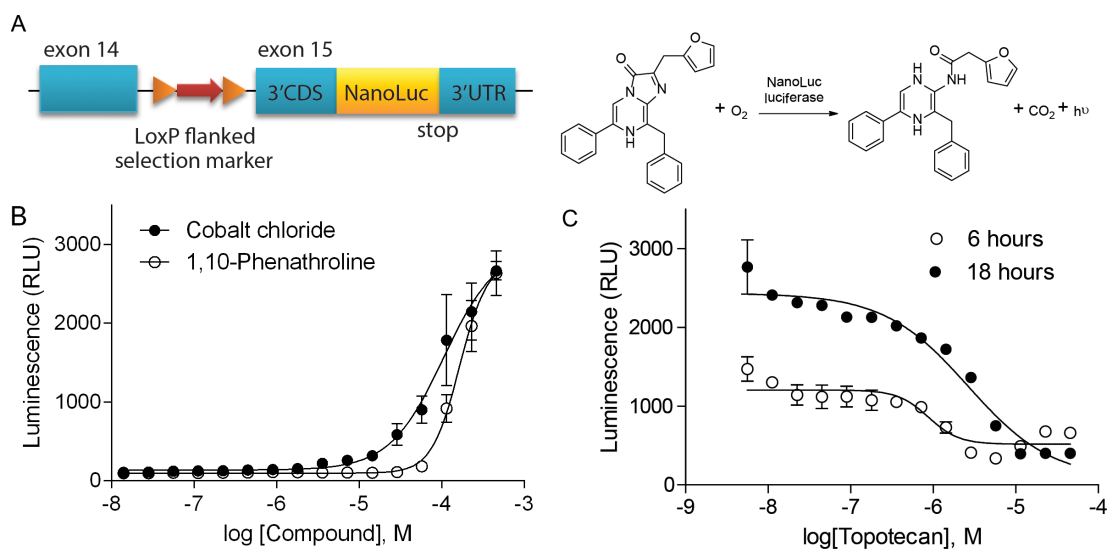 A
exon 14
exon 15
3'CDS
NanoLuc
3'UTR
LoxP flanked
selection marker
stop
O
O
N
N
N
H
+ O₂
NanoLuc
luciferase
H
N
O
NH
O
N
H
+ CO₂ + hυ
B
Cobalt chloride
1,10-Phenathroline
Luminescence (RLU)
3000
2000
1000
0
-8
-7
-6
-5
-4
-3
log [Compound], M
C
6 hours
18 hours
Luminescence (RLU)
3000
2000
1000
0
-9
-8
-7
-6
-5
-4
log[Topotecan], M